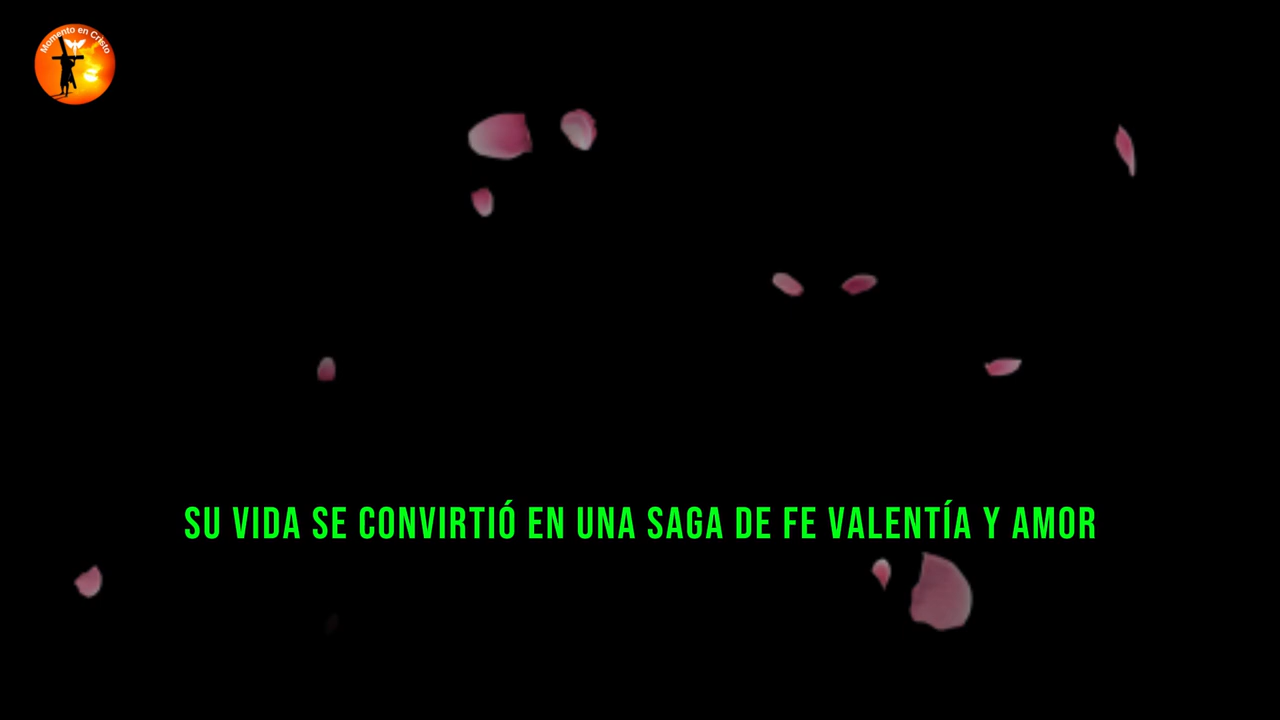 Momento en Cristo
SU VIDA SE CONVIRTIÓ EN UNA SAGA DE FE VALENTÍA Y AMOR